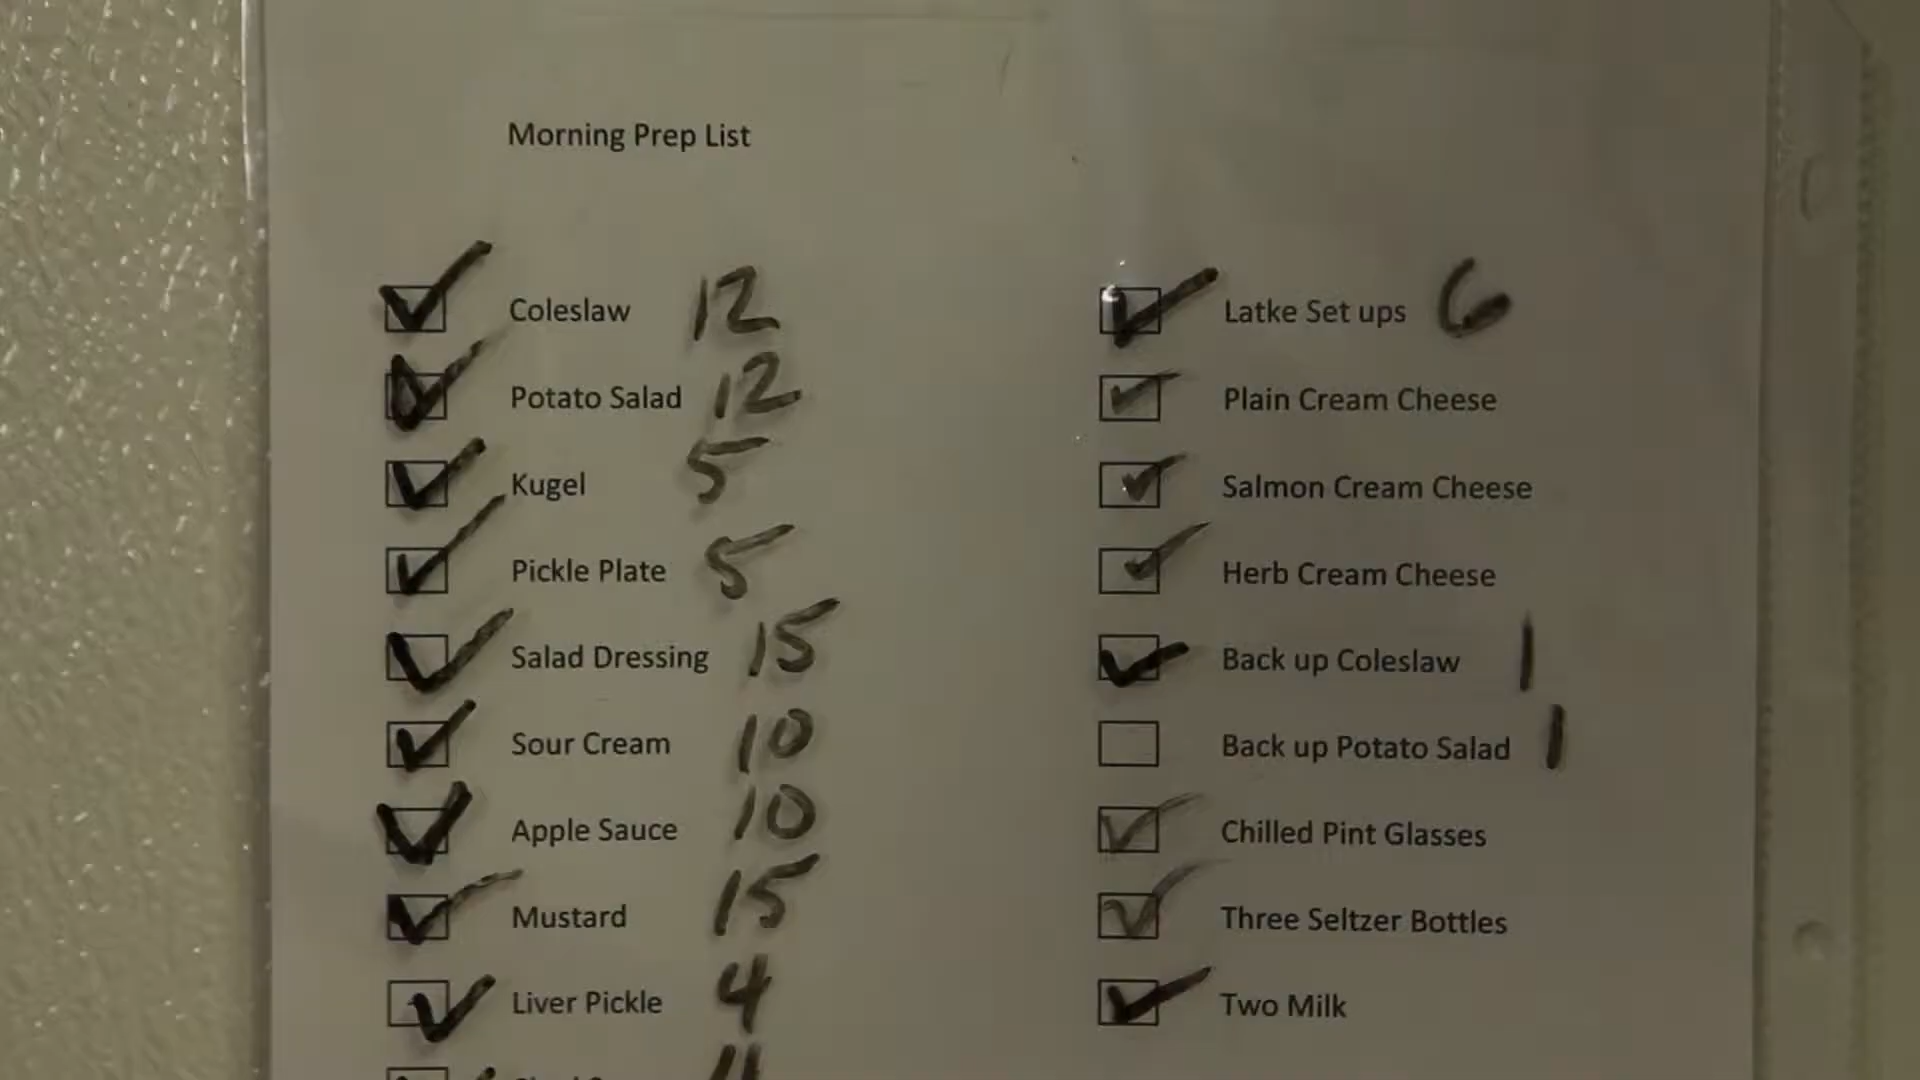 Morning Prep List
Coleslaw 12
Potato Salad 12
Kugel 5
Pickle Plate 5
Salad Dressing 15
Sour Cream 10
Apple Sauce 10
Mustard 15
Liver Pickle 4
Latke Set ups 6
Plain Cream Cheese
Salmon Cream Cheese
Herb Cream Cheese
Back up Coleslaw 1
Back up Potato Salad 1
Chilled Pint Glasses
Three Seltzer Bottles
Two Milk